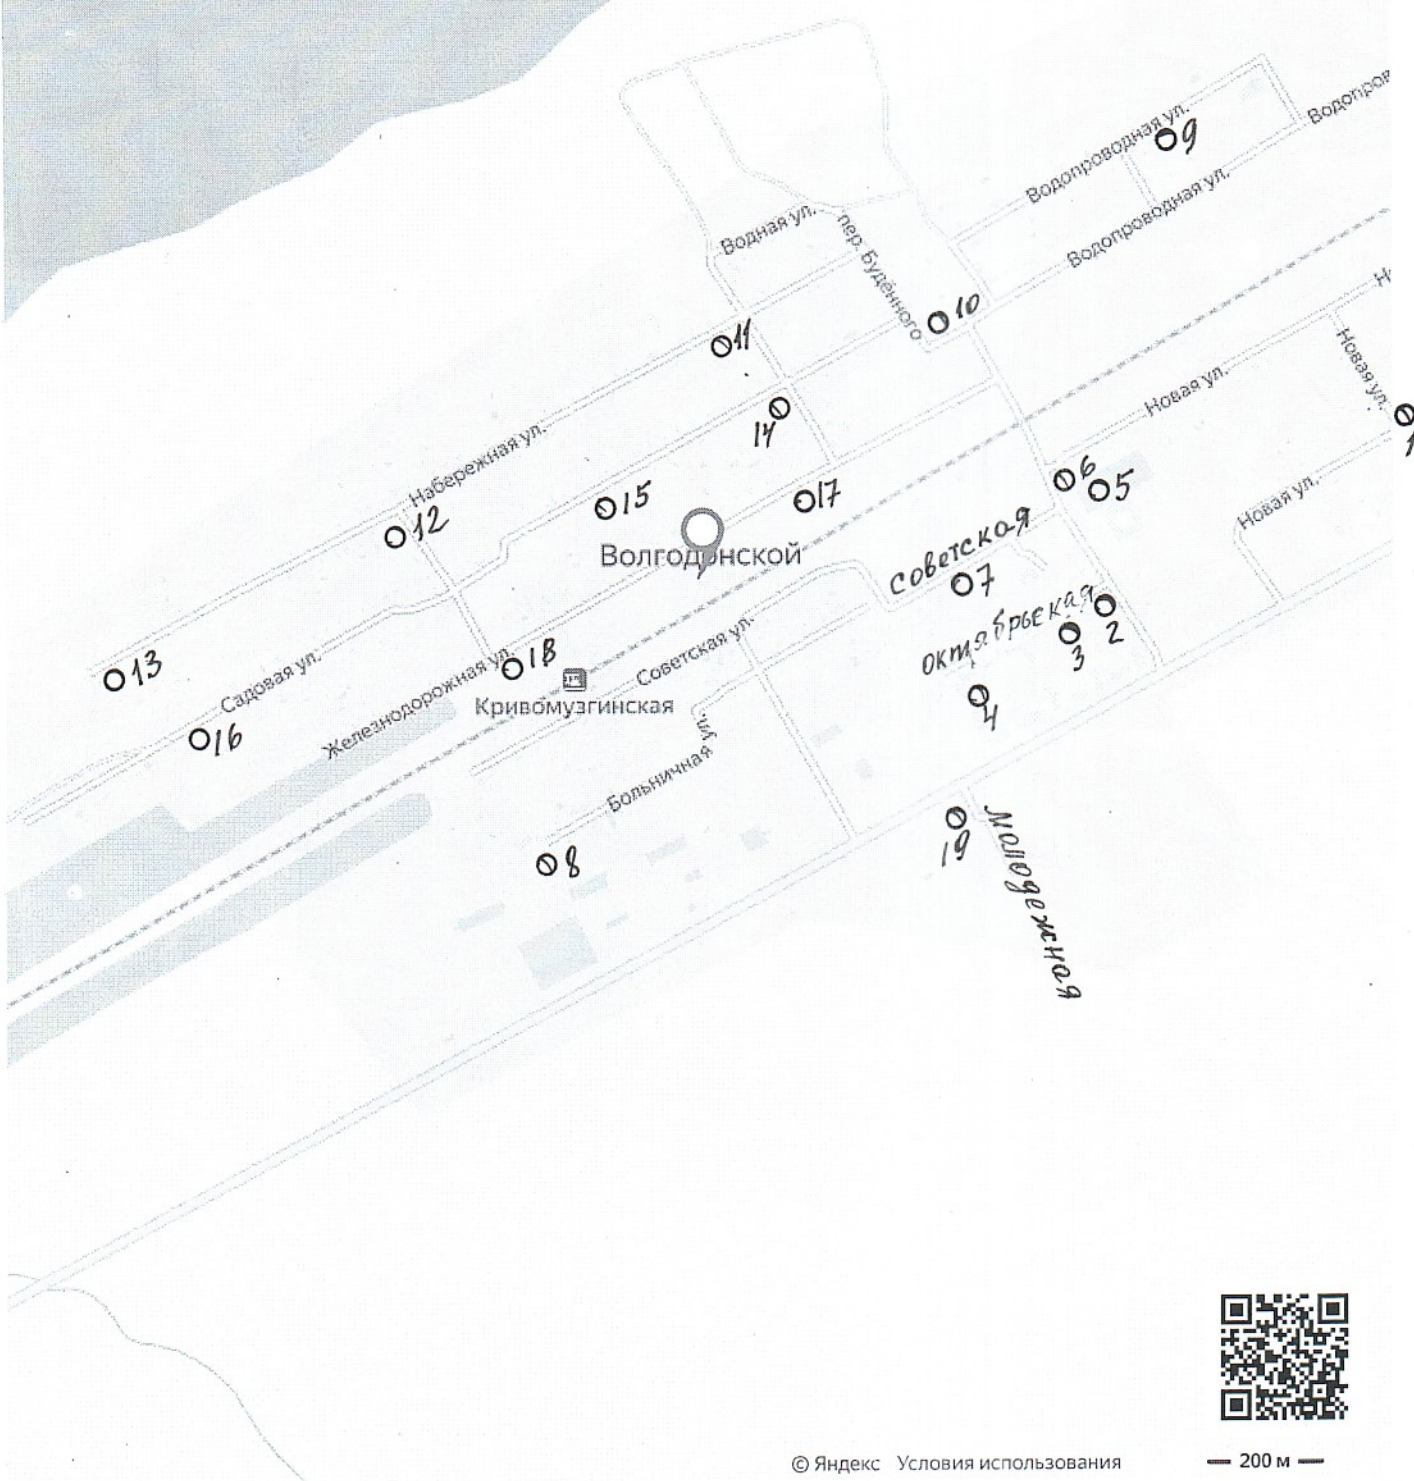 Водопроводная ул.
9
Водопров
Водопроводная ул.
Водная ул.
пер. Будённого
10
11
14
Новая ул.
Новая ул.
1
Набережная ул.
12
15
17
6
5
Новая ул.
Волгодонской
Советская
7
Октябрьская
2
3
4
13
Садовая ул.
16
Железнодорожная ул.
18
Кривомузгинская
Советская ул.
Больничная ул.
8
19
Молодежная
© Яндекс Условия использования
200 м